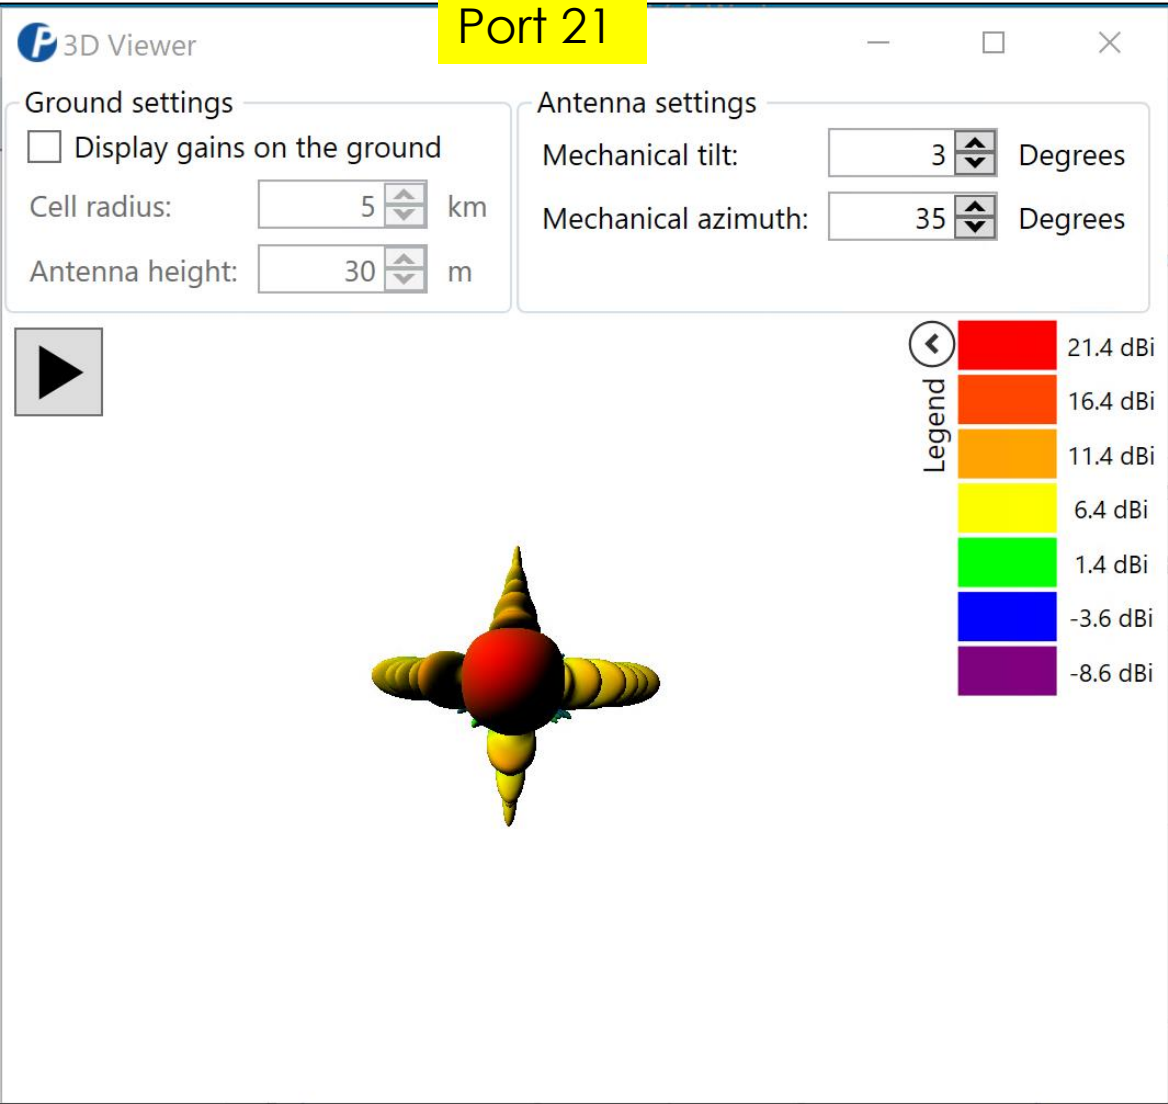 Port 21
3D Viewer
Ground settings
Display gains on the ground
Cell radius: 5 km
Antenna height: 30 m
Antenna settings
Mechanical tilt: 3 Degrees
Mechanical azimuth: 35 Degrees
Legend
21.4 dBi
16.4 dBi
11.4 dBi
6.4 dBi
1.4 dBi
-3.6 dBi
-8.6 dBi